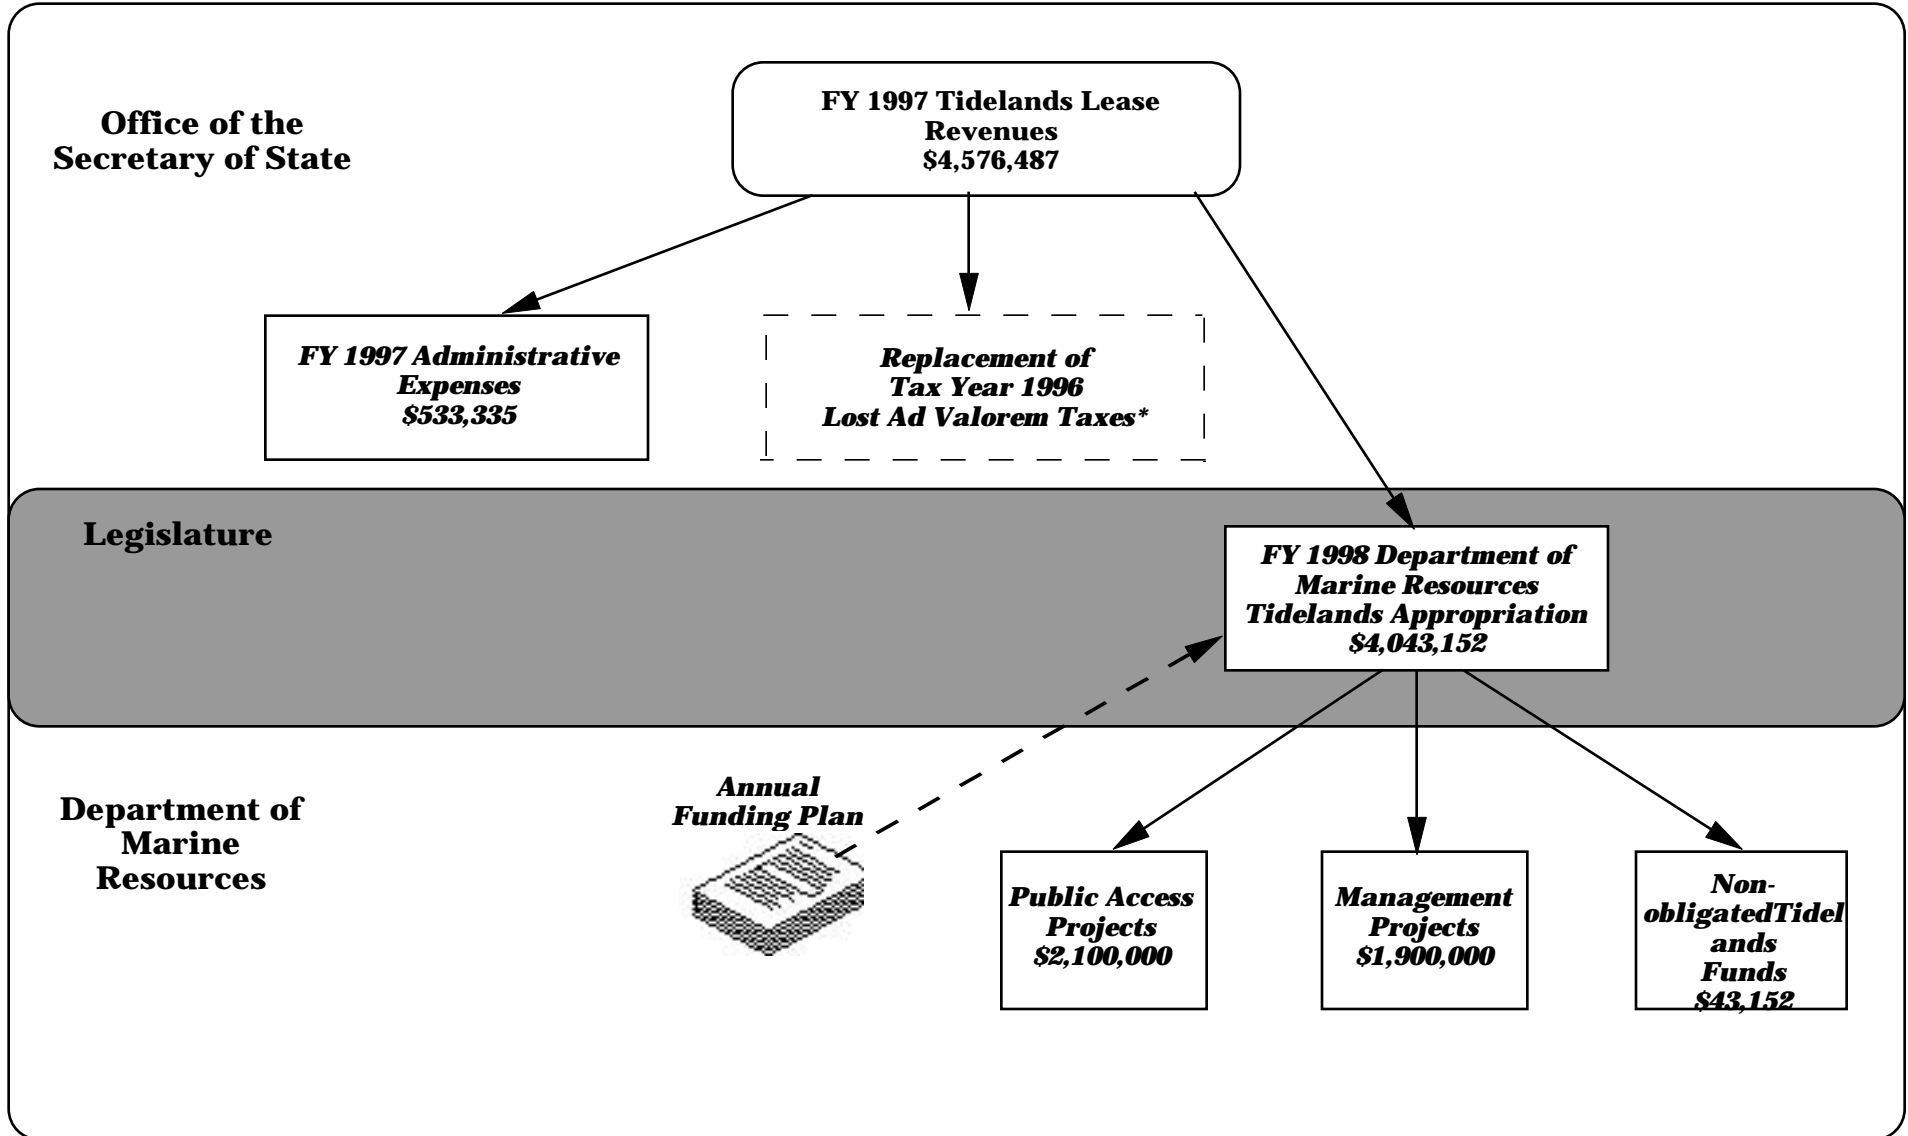 Office of the
Secretary of State
FY 1997 Tidelands Lease
Revenues
$4,576,487
FY 1997 Administrative
Expenses
$533,335
Replacement of
Tax Year 1996
Lost Ad Valorem Taxes*
Legislature
FY 1998 Department of
Marine Resources
Tidelands Appropriation
$4,043,152
Department of
Marine
Resources
Annual
Funding Plan
Public Access
Projects
$2,100,000
Management
Projects
$1,900,000
Non-
obligatedTidel
ands
Funds
$43,152